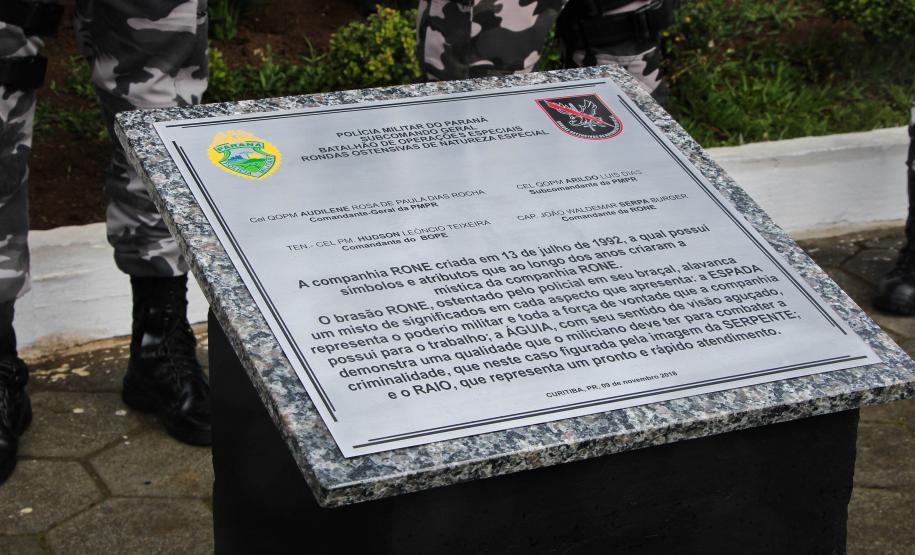 PARANÁ
POLÍCIA MILITAR DO PARANÁ
SUBCOMANDO GERAL
BATALHÃO DE OPERAÇÕES ESPECIAIS
RONDAS OSTENSIVAS DE NATUREZA ESPECIAL
Cel QOPM AUDILENE ROSA DE PAULA DIAS ROCHA
Comandante-Geral da PMPR
CEL QOPM ARILDO LUIS DIAS
Subcomandante da PMPR
TEN.- CEL PM. HUDSON LEÔNCIO TEIXEIRA
Comandante do BOPE
CAP. JOÃO WALDEMAR SERPA BURGER
Comandante da RONE
A companhia RONE criada em 13 de julho de 1992, a qual possui
símbolos e atributos que ao longo dos anos criaram a
mística da companhia RONE.
O brasão RONE, ostentado pelo policial em seu braçal, alavanca
um misto de significados em cada aspecto que apresenta: a ESPADA
representa o poderio militar e toda a força de vontade que a companhia
possui para o trabalho; a ÁGUIA, com seu sentido de visão aguçado,
demonstra uma qualidade que o miliciano deve ter para combater a
criminalidade, que neste caso figurada pela imagem da SERPENTE;
e o RAIO, que representa um pronto e rápido atendimento.
CURITIBA, PR, 09 de novembro 2018